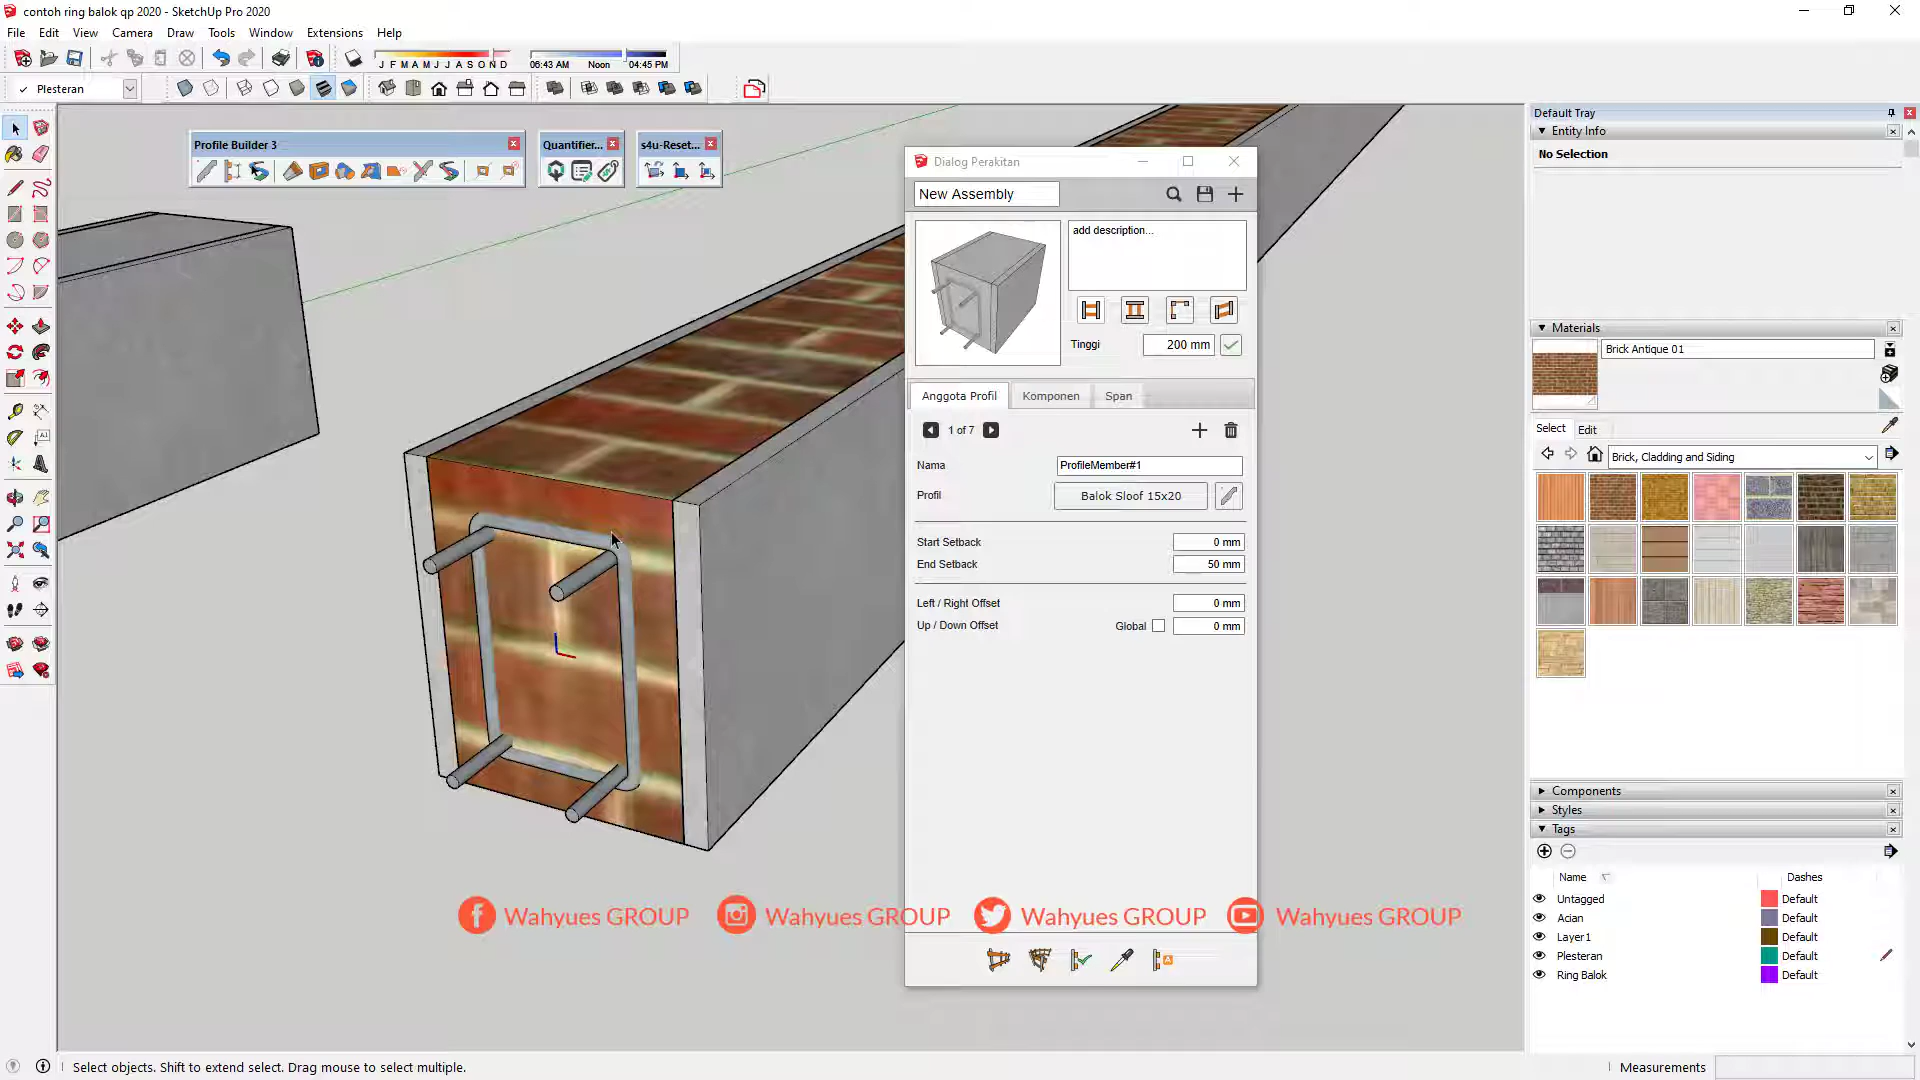 contoh ring balok qp 2020 - SketchUp Pro 2020
File Edit View Camera Draw Tools Window Extensions Help
J F M A M J J A S O N D
06:43 AM Noon 04:45 PM
Plesteran
Default Tray
Entity Info
No Selection
Profile Builder 3
Quantifier...
s4u-Reset...
Dialog Perakitan
New Assembly
add description...
Tinggi 200 mm
Anggota Profil Komponen Span
1 of 7
Nama ProfileMember#1
Profil Balok Sloof 15x20
Start Setback 0 mm
End Setback 50 mm
Left / Right Offset 0 mm
Up / Down Offset Global 0 mm
Materials
Brick Antique 01
Select Edit
Brick, Cladding and Siding
Components
Styles
Tags
Name Dashes
Untagged Default
Acian Default
Layer1 Default
Plesteran Default
Ring Balok Default
Wahyues GROUP Wahyues GROUP Wahyues GROUP Wahyues GROUP
Select objects. Shift to extend select. Drag mouse to select multiple.
Measurements